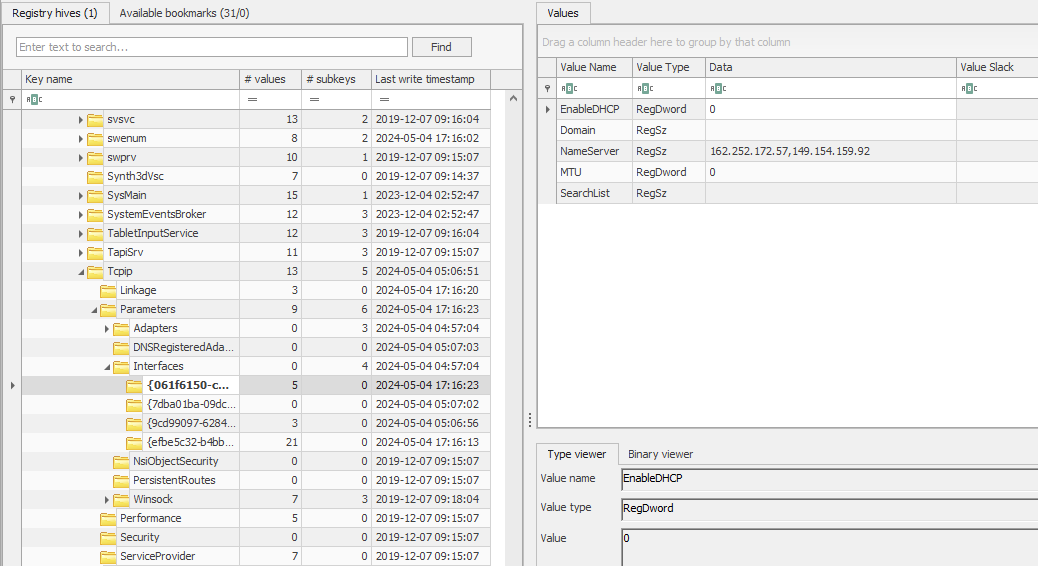 Registry hives (1) Available bookmarks (31/0)
Enter text to search... Find
Key name # values # subkeys Last write timestamp
ABC = = =
svsvc 13 2 2019-12-07 09:16:04
swenum 8 2 2024-05-04 17:16:02
swprv 10 1 2019-12-07 09:15:07
Synth3dVsc 7 0 2019-12-07 09:14:37
SysMain 15 1 2023-12-04 02:52:47
SystemEventsBroker 12 3 2023-12-04 02:52:47
TabletInputService 12 3 2019-12-07 09:16:04
TapiSrv 11 3 2019-12-07 09:15:07
Tcpip 13 5 2024-05-04 05:06:51
Linkage 3 0 2024-05-04 17:16:20
Parameters 9 6 2024-05-04 17:16:23
Adapters 0 3 2024-05-04 04:57:04
DNSRegisteredAda... 0 0 2024-05-04 05:07:03
Interfaces 0 4 2024-05-04 04:57:04
{061f6150-c... 5 0 2024-05-04 17:16:23
{7dba01ba-09dc... 0 0 2024-05-04 05:07:02
{9cd99097-6284... 3 0 2024-05-04 05:06:56
{efbe5c32-b4bb... 21 0 2024-05-04 17:16:13
NsiObjectSecurity 0 0 2019-12-07 09:15:07
PersistentRoutes 0 0 2019-12-07 09:15:07
Winsock 7 3 2019-12-07 09:18:04
Performance 5 0 2019-12-07 09:15:07
Security 0 0 2019-12-07 09:15:07
ServiceProvider 7 0 2019-12-07 09:15:07
Values
Drag a column header here to group by that column
Value Name Value Type Data Value Slack
ABC ABC ABC ABC
EnableDHCP RegDword 0
Domain RegSz
NameServer RegSz 162.252.172.57,149.154.159.92
MTU RegDword 0
SearchList RegSz
Type viewer Binary viewer
Value name EnableDHCP
Value type RegDword
Value 0